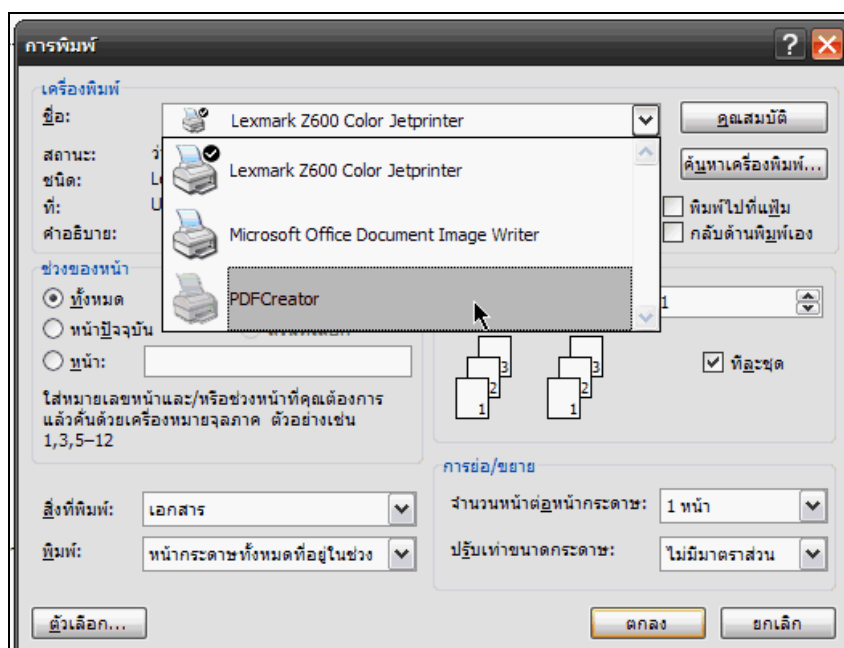 การพิมพ์
เครื่องพิมพ์
ชื่อ: Lexmark Z600 Color Jetprinter คุณสมบัติ
Lexmark Z600 Color Jetprinter
Microsoft Office Document Image Writer
PDFCreator
สถานะ:
ชนิด: ค้นหาเครื่องพิมพ์...
ที่: พิมพ์ไปที่แฟ้ม
คำอธิบาย: กลับด้านพิมพ์เอง
ช่วงของหน้า
ทั้งหมด 1
หน้าปัจจุบัน
หน้า: ทีละชุด
ใส่หมายเลขหน้าและ/หรือช่วงหน้าที่คุณต้องการ
แล้วคั่นด้วยเครื่องหมายจุลภาค ตัวอย่างเช่น
1,3,5–12
3 3
2 2
1 1
การย่อ/ขยาย
สิ่งที่พิมพ์: เอกสาร จำนวนหน้าต่อหน้ากระดาษ: 1 หน้า
พิมพ์: หน้ากระดาษทั้งหมดที่อยู่ในช่วง ปรับเท่าขนาดกระดาษ: ไม่มีมาตราส่วน
ตัวเลือก... ตกลง ยกเลิก